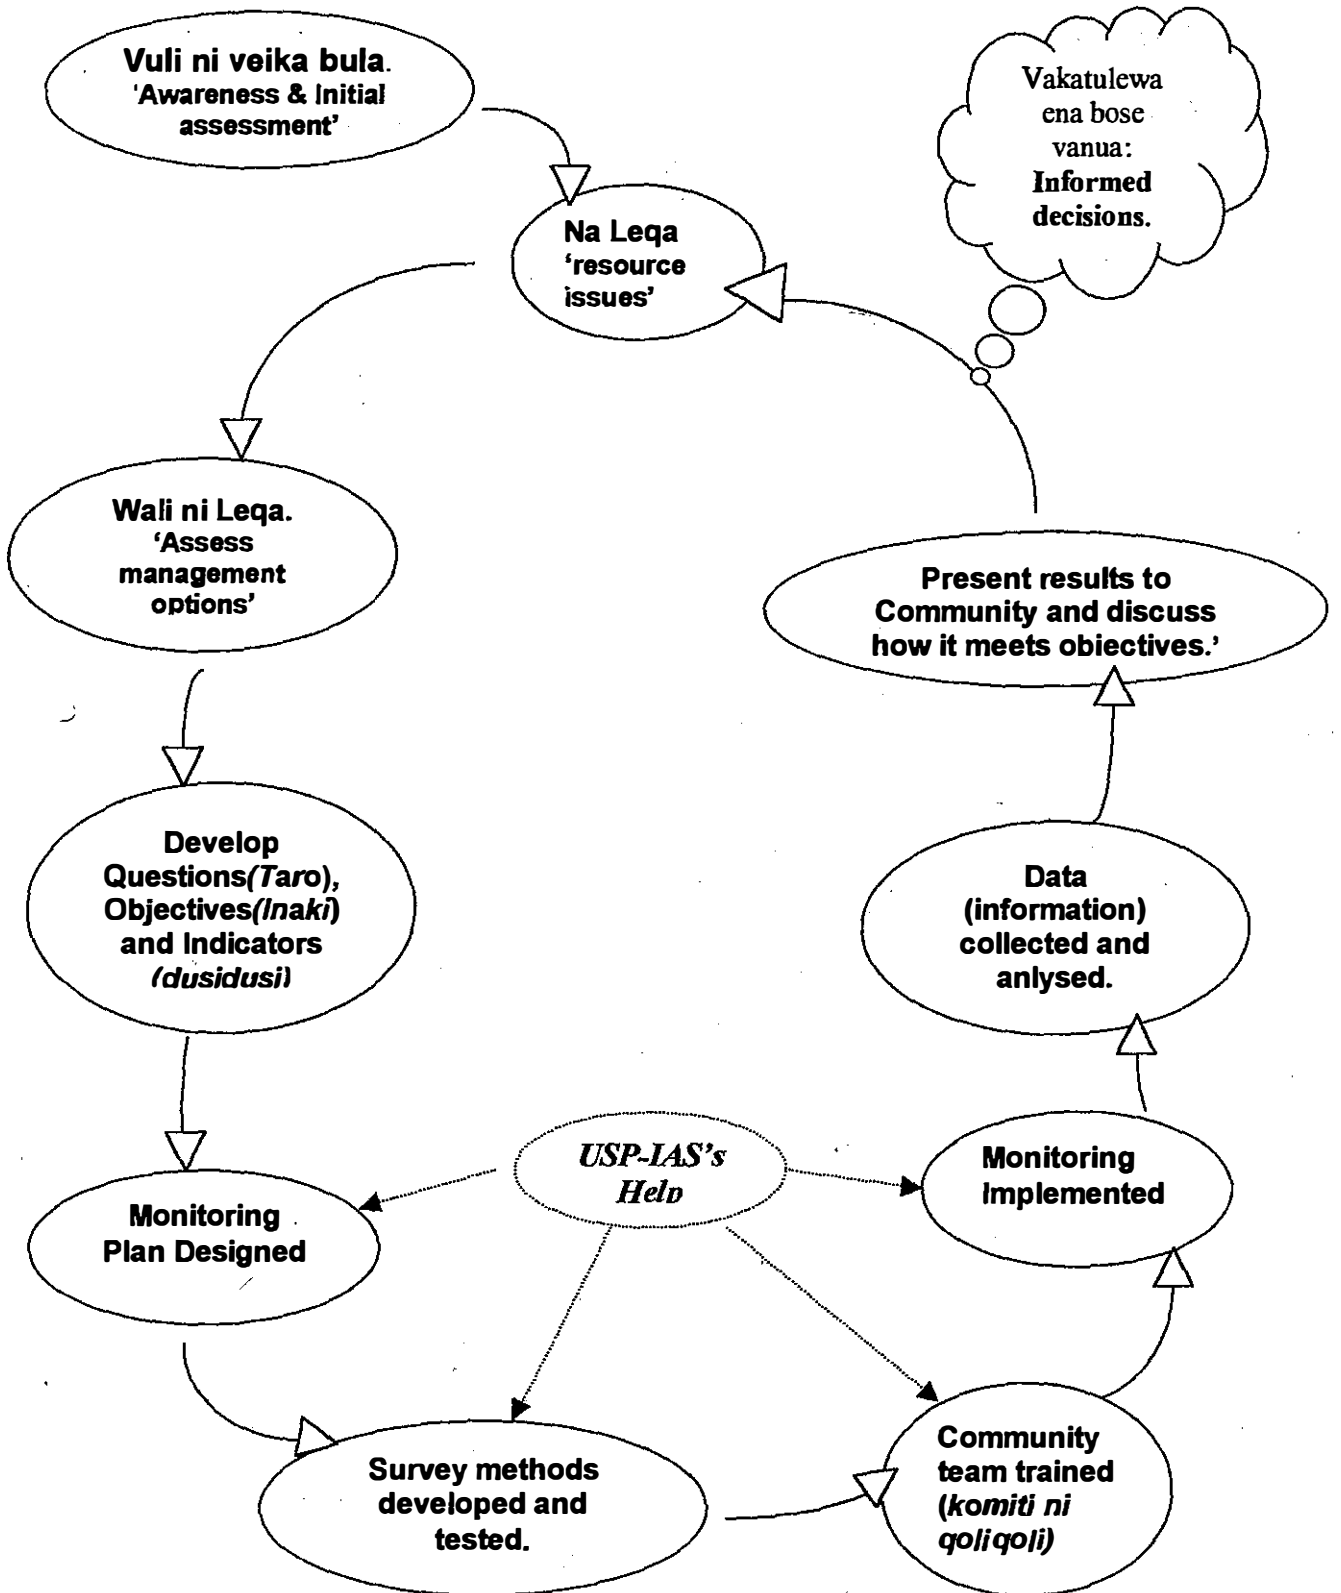 Vuli ni veika bula.
'Awareness & Initial
assessment'
Vakatulewa
ena bose
vanua:
Informed
decisions.
Na Leqa
'resource
issues'
Wali ni Leqa.
'Assess
management
options'
Present results to
Community and discuss
how it meets objectives.'
Develop
Questions(Taro),
Objectives(Inaki)
and Indicators
(dusidusi)
Data
(information)
collected and
anlysed.
USP-IAS's
Help
Monitoring
Implemented
Monitoring
Plan Designed
Survey methods
developed and
tested.
Community
team trained
(komiti ni
qoliqoli)